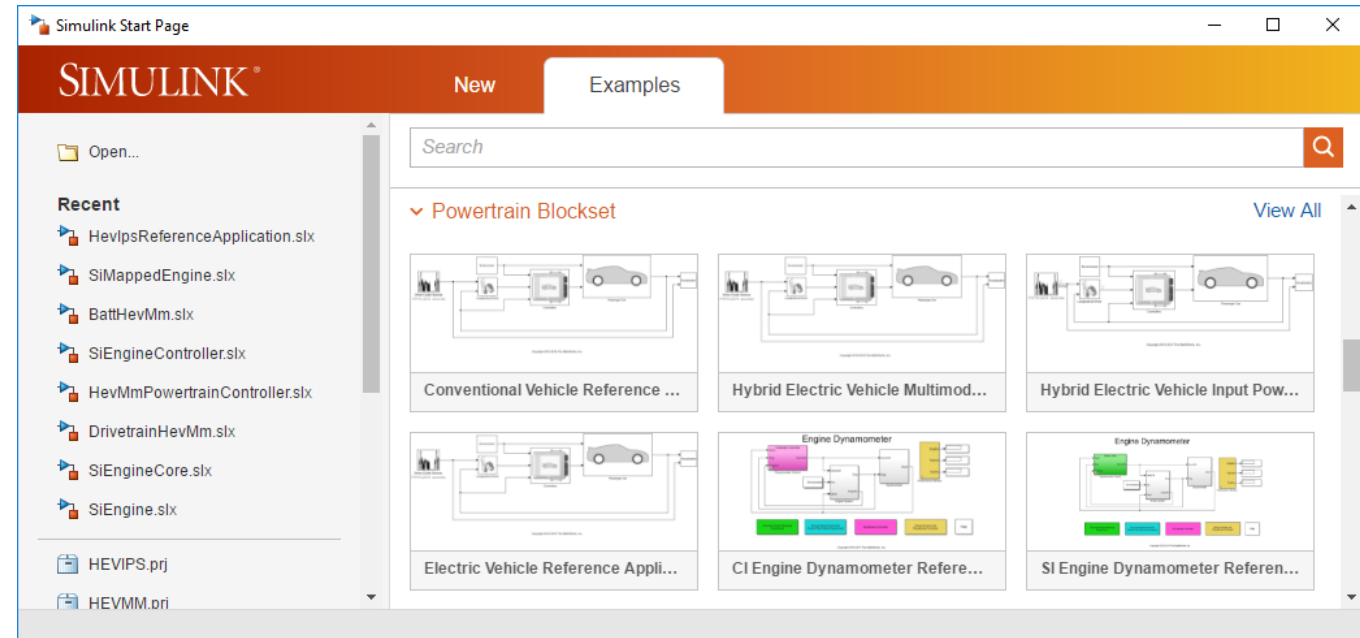 Simulink Start Page
SIMULINK®
New
Examples
Open...
Recent
HevIpsReferenceApplication.slx
SiMappedEngine.slx
BattHevMm.slx
SiEngineController.slx
HevMmPowertrainController.slx
DrivetrainHevMm.slx
SiEngineCore.slx
SiEngine.slx
HEVIPS.prj
HEVMM.prj
Search
Powertrain Blockset
View All
Conventional Vehicle Reference ...
Hybrid Electric Vehicle Multimod...
Hybrid Electric Vehicle Input Pow...
Engine Dynamometer
Engine Dynamometer
Electric Vehicle Reference Appli...
CI Engine Dynamometer Refere...
SI Engine Dynamometer Referen...